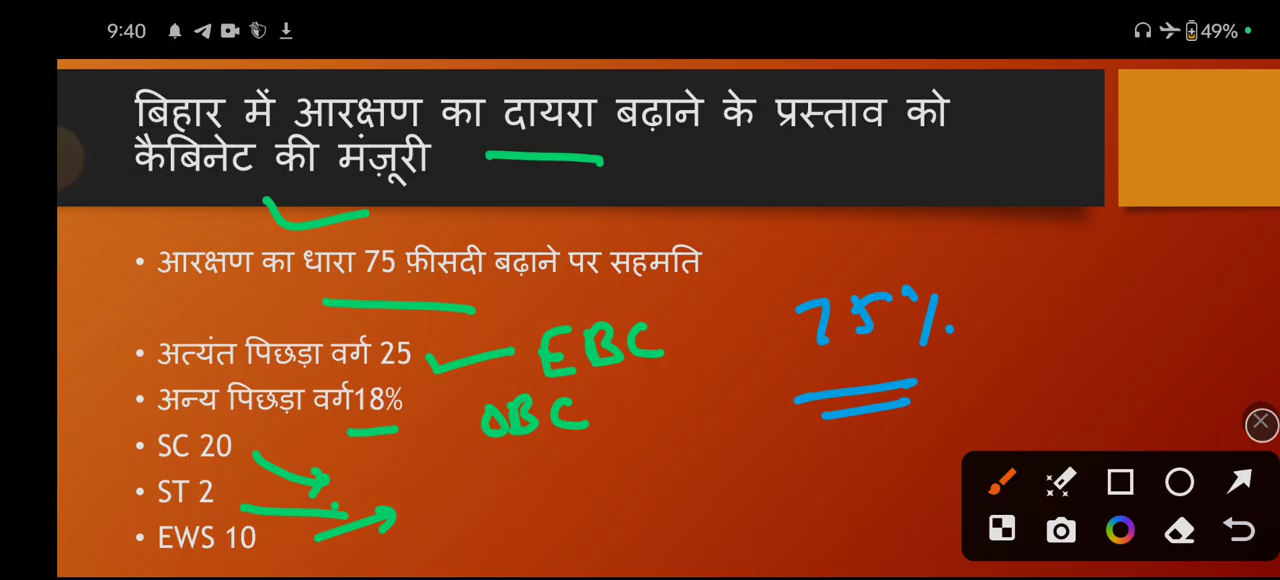 9:40
49%
बिहार में आरक्षण का दायरा बढ़ाने के प्रस्ताव को
कैबिनेट की मंज़ूरी
• आरक्षण का धारा 75 फ़ीसदी बढ़ाने पर सहमति
75%.
• अत्यंत पिछड़ा वर्ग 25 EBC
• अन्य पिछड़ा वर्ग18% OBC
• SC 20
• ST 2
• EWS 10